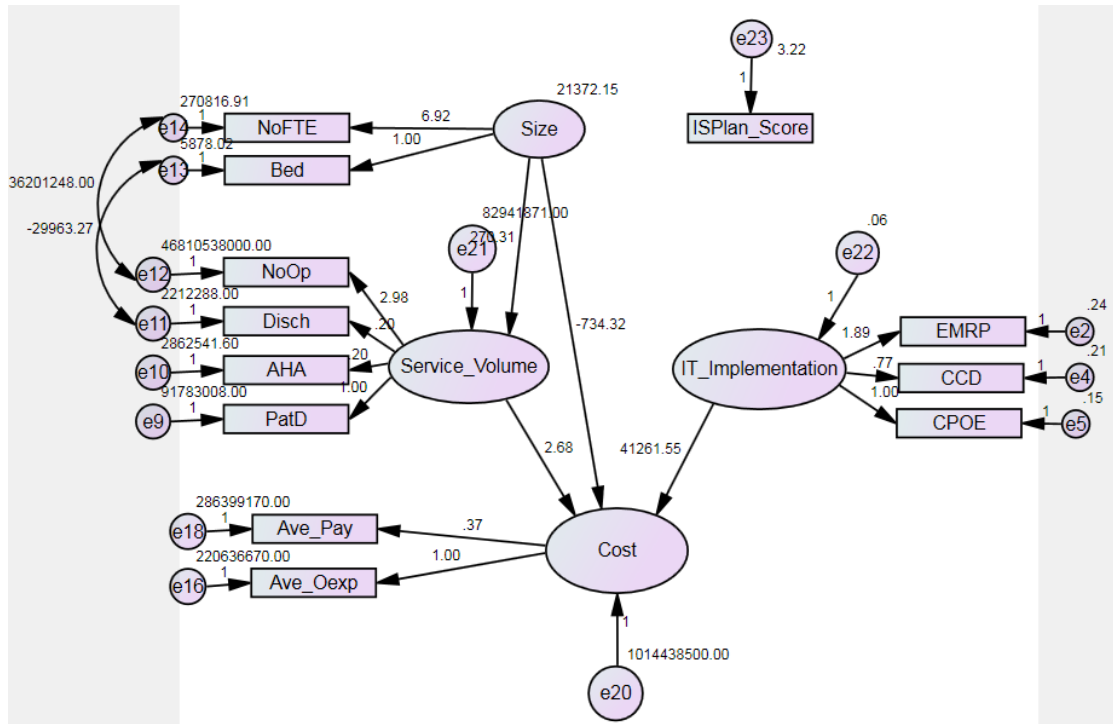 e23
3.22
1
ISPlan_Score
21372.15
Size
270816.91
e14
1
NoFTE
6.92
5878.02
e13
1
Bed
1.00
36201248.00
-29963.27
82941871.00
270.31
e21
1
46810538000.00
e12
1
NoOp
2.98
2212288.00
e11
1
Disch
.20
2862541.60
e10
1
AHA
.20
91783008.00
e9
1
PatD
1.00
Service_Volume
-734.32
.06
e22
1
IT_Implementation
1.89
EMRP
1
.24
e2
.77
CCD
1
.21
e4
1.00
CPOE
1
.15
e5
2.68
41261.55
286399170.00
e18
1
Ave_Pay
.37
220636670.00
e16
1
Ave_Oexp
1.00
Cost
1
1014438500.00
e20